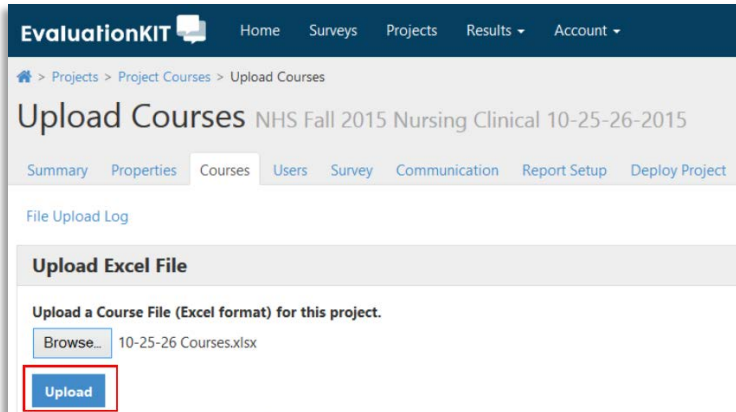 EvaluationKIT Home Surveys Projects Results Account
> Projects > Project Courses > Upload Courses
Upload Courses NHS Fall 2015 Nursing Clinical 10-25-26-2015
Summary Properties Courses Users Survey Communication Report Setup Deploy Project
File Upload Log
Upload Excel File
Upload a Course File (Excel format) for this project.
Browse... 10-25-26 Courses.xlsx
Upload